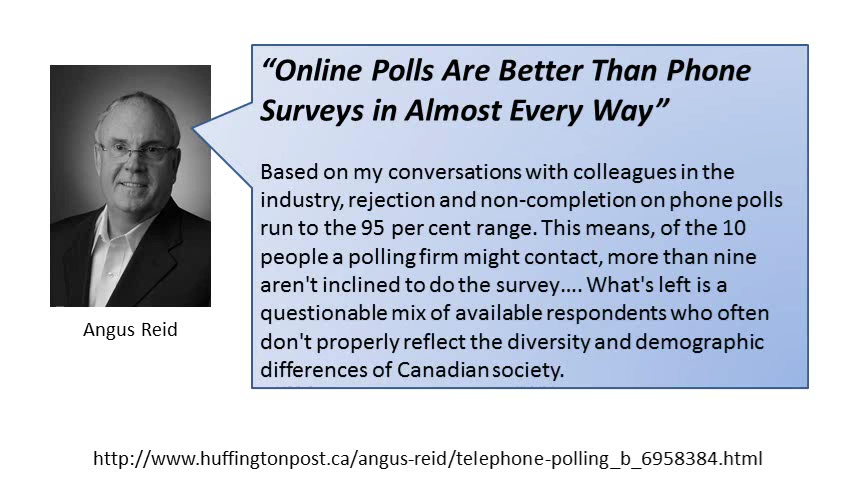 “Online Polls Are Better Than Phone
Surveys in Almost Every Way”
Based on my conversations with colleagues in the
industry, rejection and non-completion on phone polls
run to the 95 per cent range. This means, of the 10
people a polling firm might contact, more than nine
aren't inclined to do the survey.... What's left is a
questionable mix of available respondents who often
don't properly reflect the diversity and demographic
differences of Canadian society.
Angus Reid
http://www.huffingtonpost.ca/angus-reid/telephone-polling_b_6958384.html